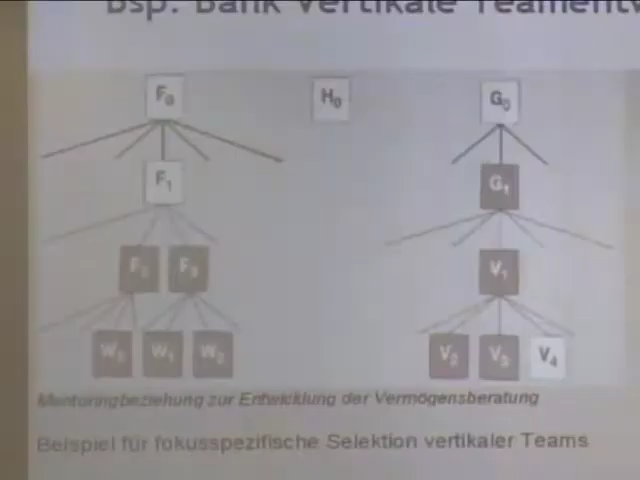 Bsp. Bank Vertikale Teamentw
F₀ H₀ G₀
F₁ G₁
F₂ F₃ V₁
W₁ W₂ V₂ V₃ V₄
Mentoringbeziehung zur Entwicklung der Vermögensberatung
Beispiel für fokusspezifische Selektion vertikaler Teams